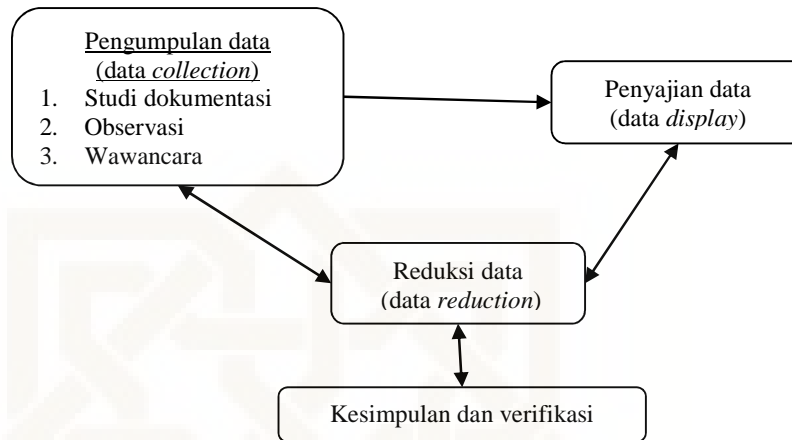 Pengumpulan data
(data collection)
1. Studi dokumentasi
2. Observasi
3. Wawancara
Penyajian data
(data display)
Reduksi data
(data reduction)
Kesimpulan dan verifikasi